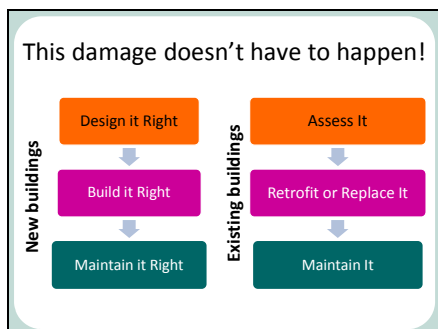 This damage doesn't have to happen!
New buildings
Design it Right
Build it Right
Maintain it Right
Existing buildings
Assess It
Retrofit or Replace It
Maintain It